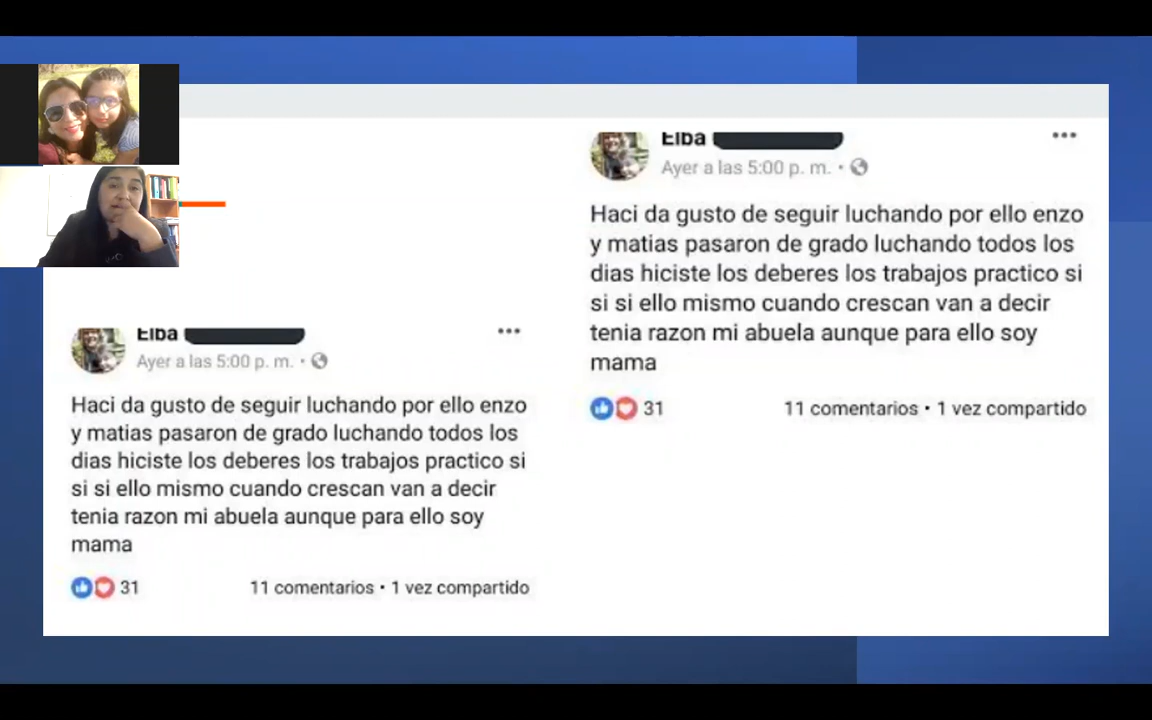 Elba
Ayer a las 5:00 p. m. •
Haci da gusto de seguir luchando por ello enzo
y matias pasaron de grado luchando todos los
dias hiciste los deberes los trabajos practico si
si si ello mismo cuando crescan van a decir
tenia razon mi abuela aunque para ello soy
mama
31 11 comentarios • 1 vez compartido
Elba
Ayer a las 5:00 p. m. •
Haci da gusto de seguir luchando por ello enzo
y matias pasaron de grado luchando todos los
dias hiciste los deberes los trabajos practico si
si si ello mismo cuando crescan van a decir
tenia razon mi abuela aunque para ello soy
mama
31 11 comentarios • 1 vez compartido